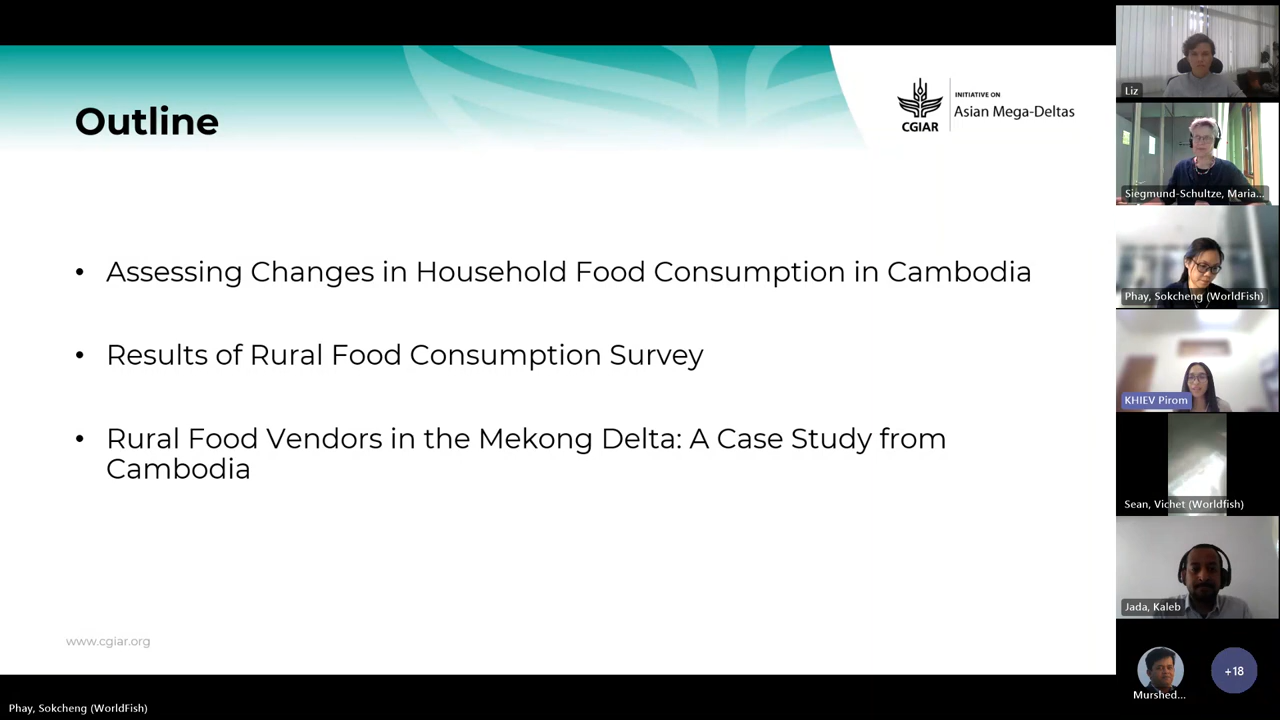 Outline
INITIATIVE ON
Asian Mega-Deltas
CGIAR
• Assessing Changes in Household Food Consumption in Cambodia
• Results of Rural Food Consumption Survey
• Rural Food Vendors in the Mekong Delta: A Case Study from
Cambodia
www.cgiar.org
Phay, Sokcheng (WorldFish)
Liz
Siegmund-Schultze, Maria...
Phay, Sokcheng (WorldFish)
KHIEV Pirom
Sean, Vichet (Worldfish)
Jada, Kaleb
Murshed...
+18